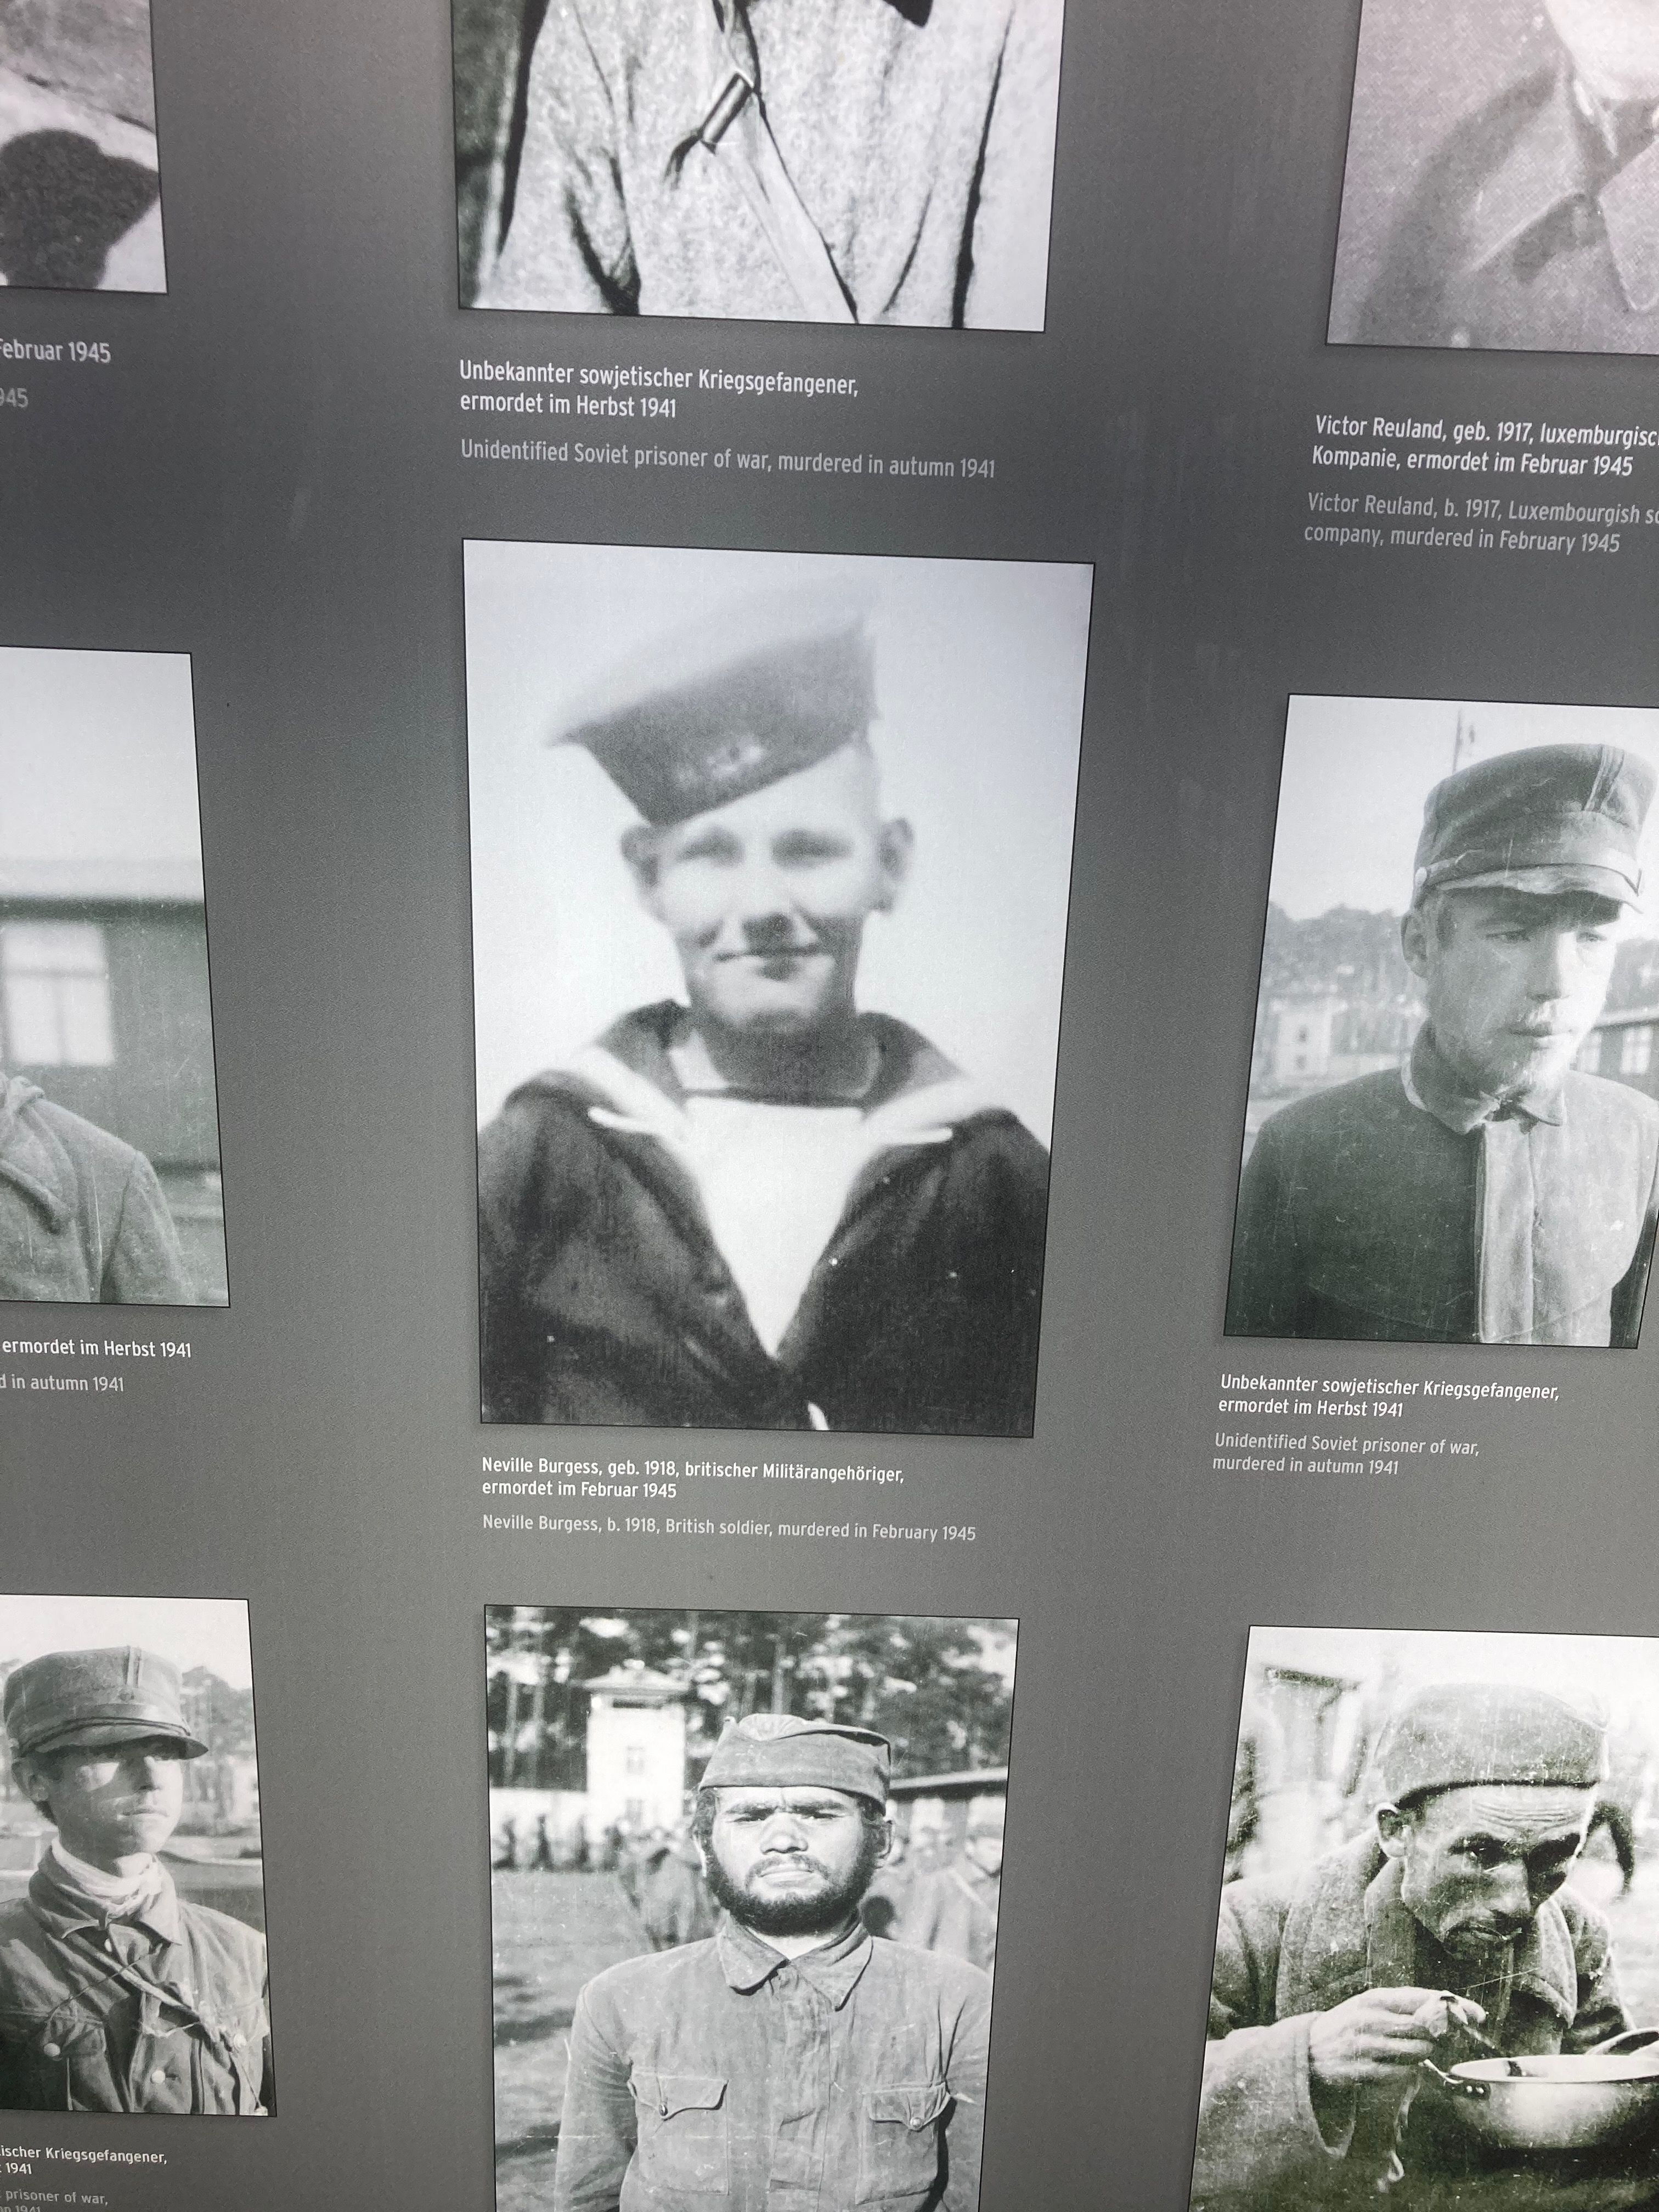 Februar 1945
945
Unbekannter sowjetischer Kriegsgefangener,
ermordet im Herbst 1941
Unidentified Soviet prisoner of war, murdered in autumn 1941
Victor Reuland, geb. 1917, luxemburgisc
Kompanie, ermordet im Februar 1945
Victor Reuland, b. 1917, Luxembourgish so
company, murdered in February 1945
ermordet im Herbst 1941
d in autumn 1941
Neville Burgess, geb. 1918, britischer Militärangehöriger,
ermordet im Februar 1945
Neville Burgess, b. 1918, British soldier, murdered in February 1945
Unbekannter sowjetischer Kriegsgefangener,
ermordet im Herbst 1941
Unidentified Soviet prisoner of war,
murdered in autumn 1941
ischer Kriegsgefangener,
1941
prisoner of war,
1941